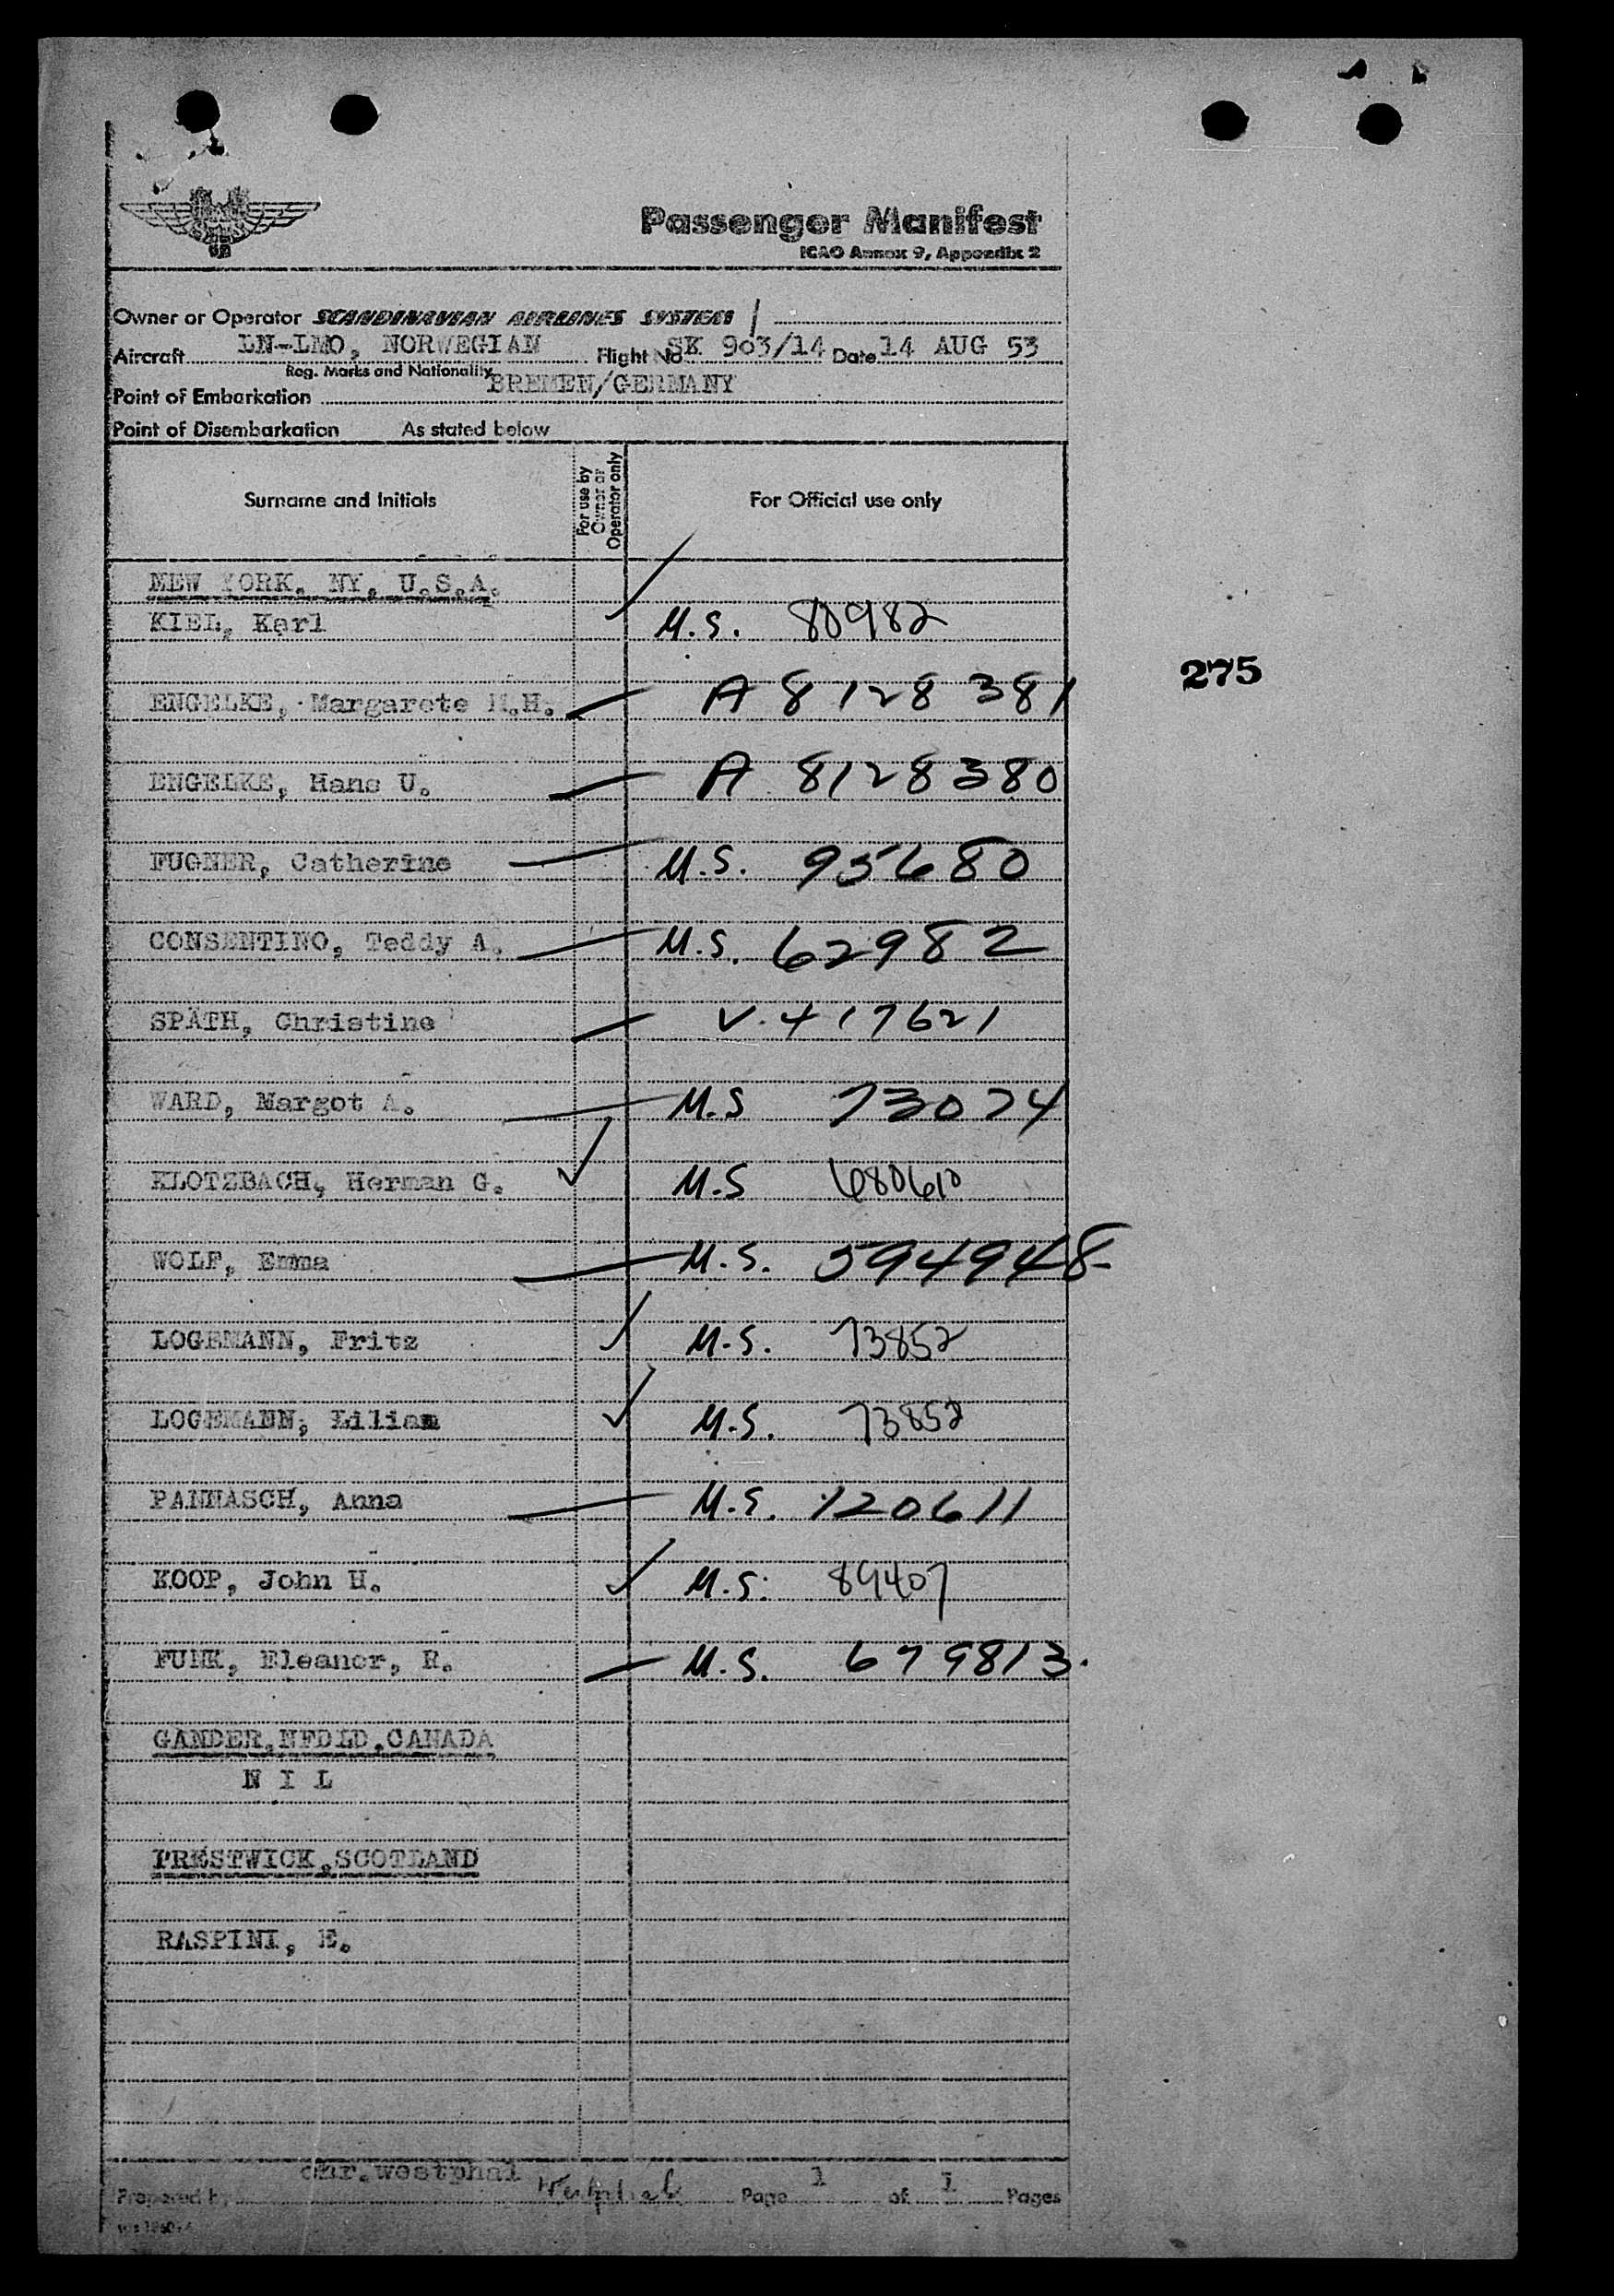 Passenger Manifest
ICAO Annex 9, Appendix 2
Owner or Operator SCANDINAVIAN AIRLINES SYSTEM
Aircraft LN-LMO, NORWEGIAN Flight No SK 903/14 Date 14 AUG 53
Reg. Marks and Nationality
Point of Embarkation BREMEN/GERMANY
Point of Disembarkation As stated below
Surname and Initials For use by Owner or Operator only For Official use only
NEW YORK, NY, U.S.A.
KIEL, Karl M.S. 80982
275
ENGELKE, Margarete M.H. A 8128381
ENGELKE, Hans U. A 8128380
FUGNER, Catherine M.S. 95680
CONSENTINO, Teddy A. M.S. 62982
SPÄTH, Christine V. 417621
WARD, Margot A. M.S 73074
KLOTZBACH, Herman G. M.S 680610
WOLF, Emma M.S. 594948
LOGEMANN, Fritz M.S. 73852
LOGEMANN, Lilian M.S. 73852
PANNASCH, Anna M.S. 120611
KOOP, John H. M.S. 89407
FUNK, Eleanor, R. M.S. 679813.
GANDER, NFDLD, CANADA
N I L
PRESTWICK, SCOTLAND
RASPINI, E.
chr. westphal
Prepared by Westphal Page 1 of 1 Pages